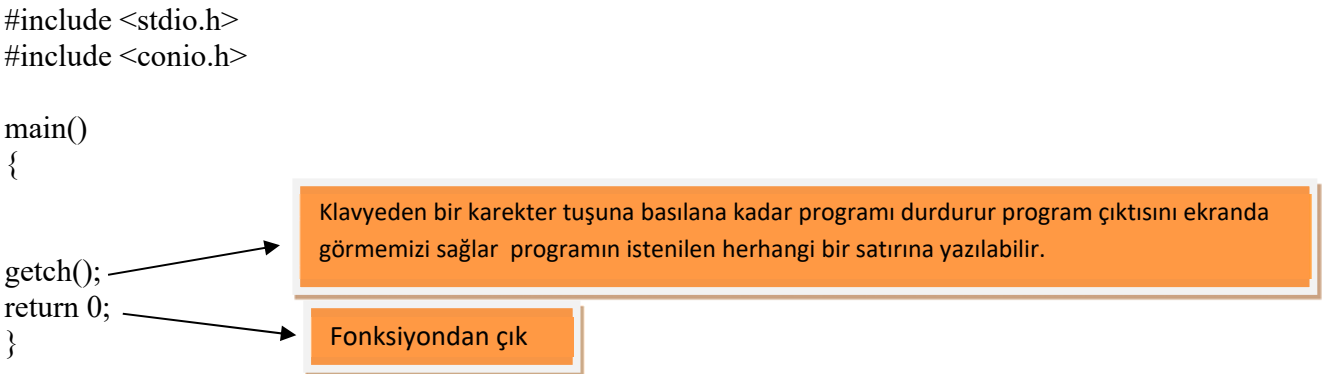 #include <stdio.h>
#include <conio.h>
main()
{
Klavyeden bir karekter tuşuna basılana kadar programı durdurur program çıktısını ekranda
görmemizi sağlar  programın istenilen herhangi bir satırına yazılabilir.
getch();
return 0;
Fonksiyondan çık
}